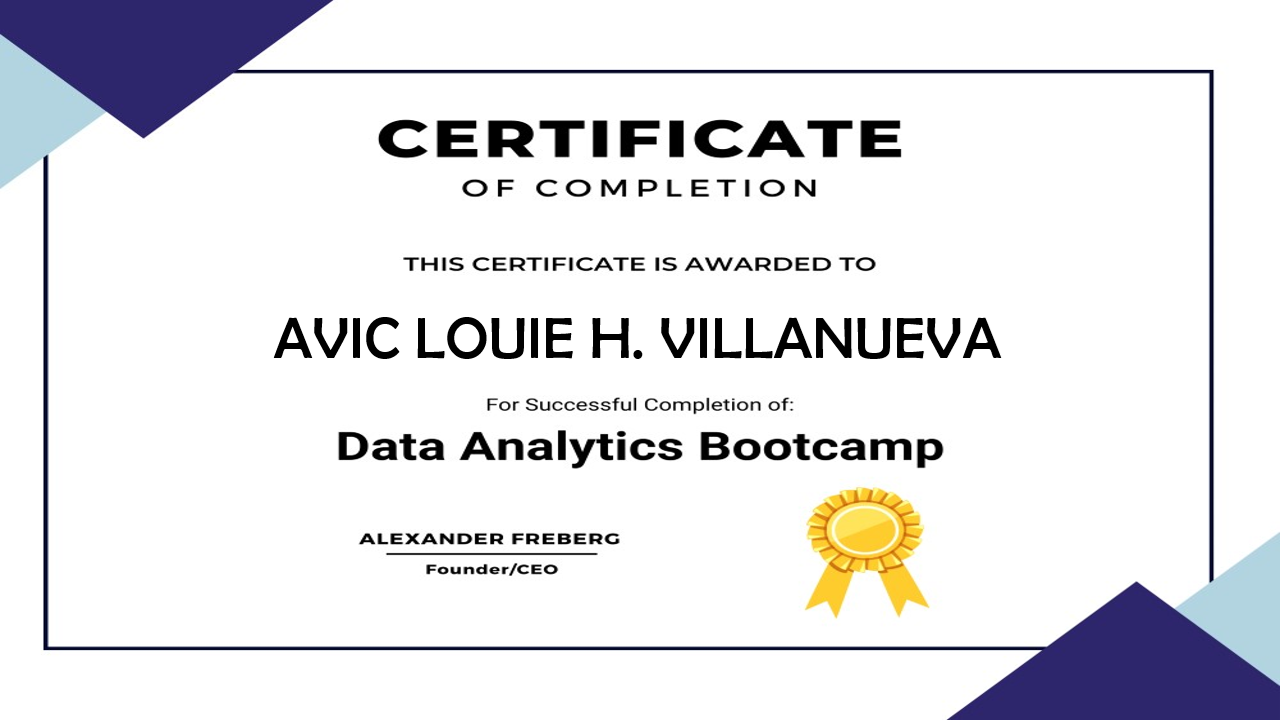 CERTIFICATE
OF COMPLETION
THIS CERTIFICATE IS AWARDED TO
AVIC LOUIE H. VILLANUEVA
For Successful Completion of:
Data Analytics Bootcamp
ALEXANDER FREBERG
Founder/CEO